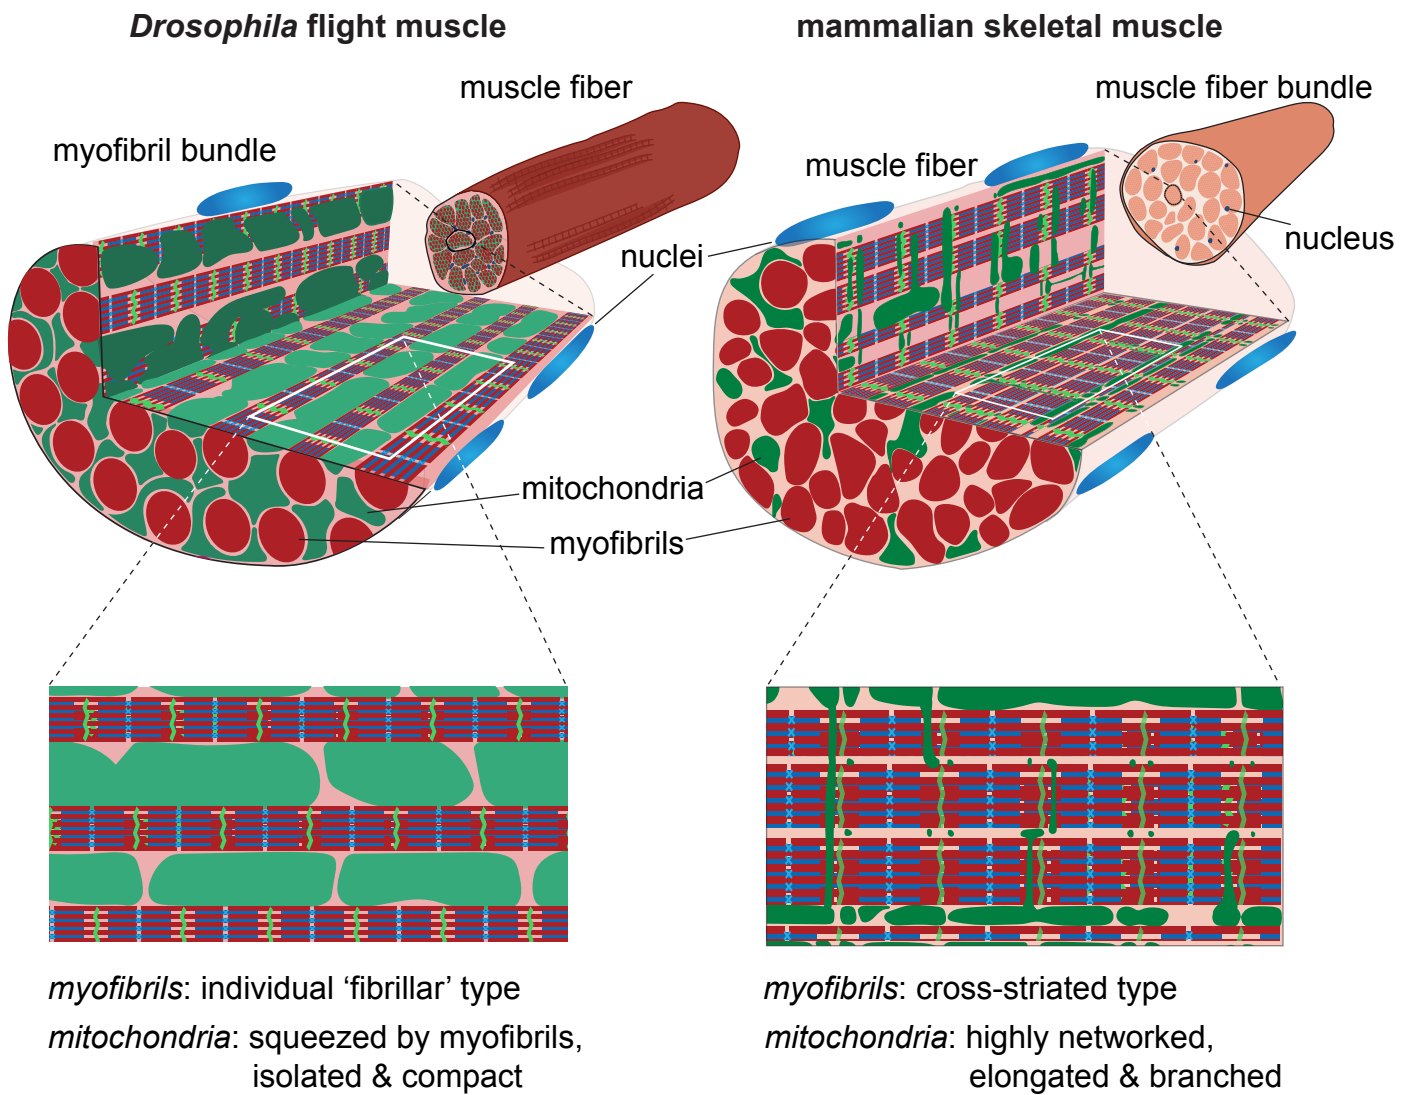 Drosophila flight muscle
mammalian skeletal muscle
muscle fiber
muscle fiber bundle
myofibril bundle
muscle fiber
nuclei
nucleus
mitochondria
myofibrils
myofibrils: individual ‘fibrillar’ type
mitochondria: squeezed by myofibrils,
isolated & compact
myofibrils: cross-striated type
mitochondria: highly networked,
elongated & branched